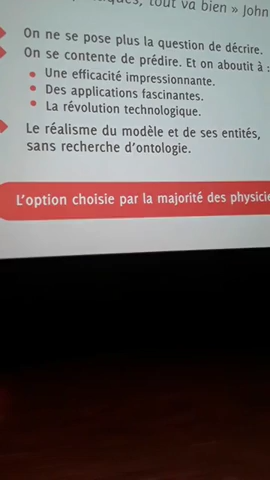 tout va bien » John
On ne se pose plus la question de décrire.
On se contente de prédire. Et on aboutit à :
Une efficacité impressionnante.
Des applications fascinantes.
La révolution technologique.
Le réalisme du modèle et de ses entités,
sans recherche d'ontologie.
L'option choisie par la majorité des physicie